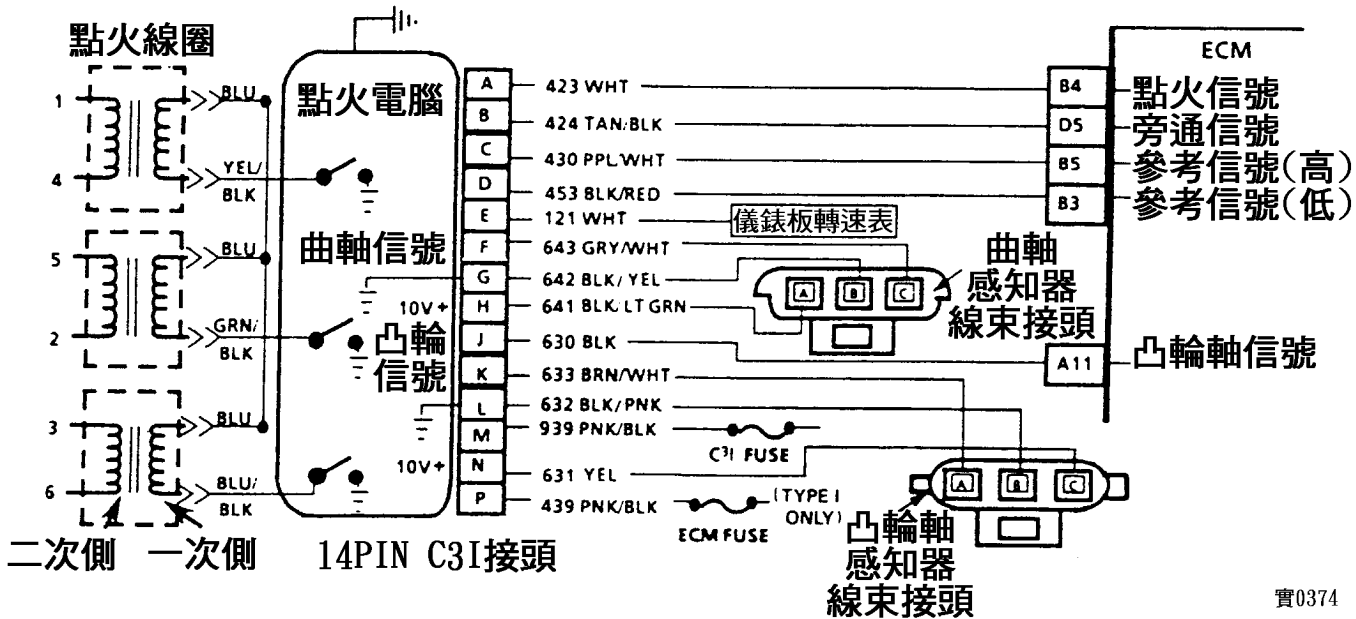 點火線圈
1
BLU
4
YEL/
BLK
5
BLU
2
GRN/
BLK
3
BLU
6
BLU/
BLK
二次側
一次側
點火電腦
曲軸信號
10V+
凸輪
信號
10V+
14PIN C3I接頭
A 423 WHT
B 424 TAN/BLK
C 430 PPL/WHT
D 453 BLK/RED
E 121 WHT
儀錶板轉速表
F 643 GRY/WHT
G 642 BLK/YEL
H 641 BLK/LT GRN
J 630 BLK
K 633 BRN/WHT
L 632 BLK/PNK
M 939 PNK/BLK
C³I FUSE
N 631 YEL
P 439 PNK/BLK
ECM FUSE
(TYPE I
ONLY)
ECM
B4 點火信號
D5 旁通信號
B5 參考信號(高)
B3 參考信號(低)
A B C
曲軸
感知器
線束接頭
A11 凸輪軸信號
A B C
凸輪軸
感知器
線束接頭
實0374